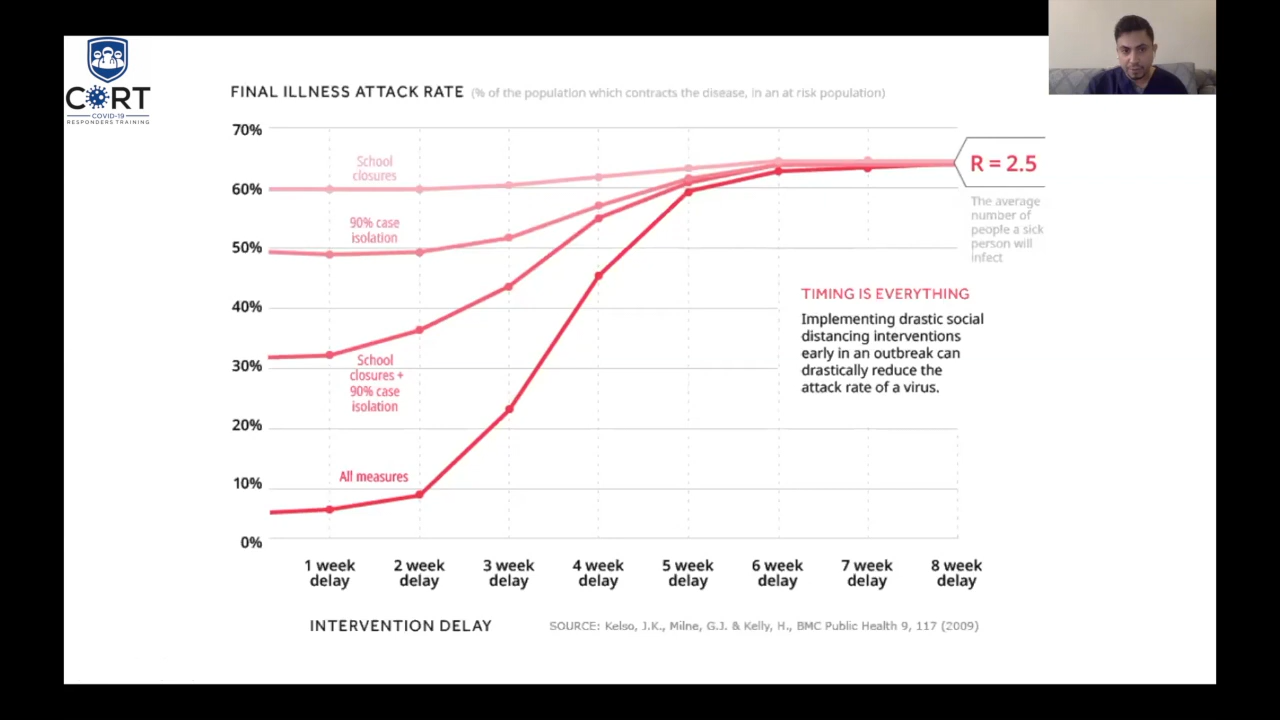 CORT
COVID-19
RESPONDERS TRAINING
FINAL ILLNESS ATTACK RATE (% of the population which contracts the disease, in an at risk population)
70%
60%
50%
40%
30%
20%
10%
0%
School
closures
90% case
isolation
School
closures +
90% case
isolation
All measures
R = 2.5
The average
number of
people a sick
person will
infect
TIMING IS EVERYTHING
Implementing drastic social
distancing interventions
early in an outbreak can
drastically reduce the
attack rate of a virus.
1 week
delay
2 week
delay
3 week
delay
4 week
delay
5 week
delay
6 week
delay
7 week
delay
8 week
delay
INTERVENTION DELAY
SOURCE: Kelso, J.K., Milne, G.J. & Kelly, H., BMC Public Health 9, 117 (2009)